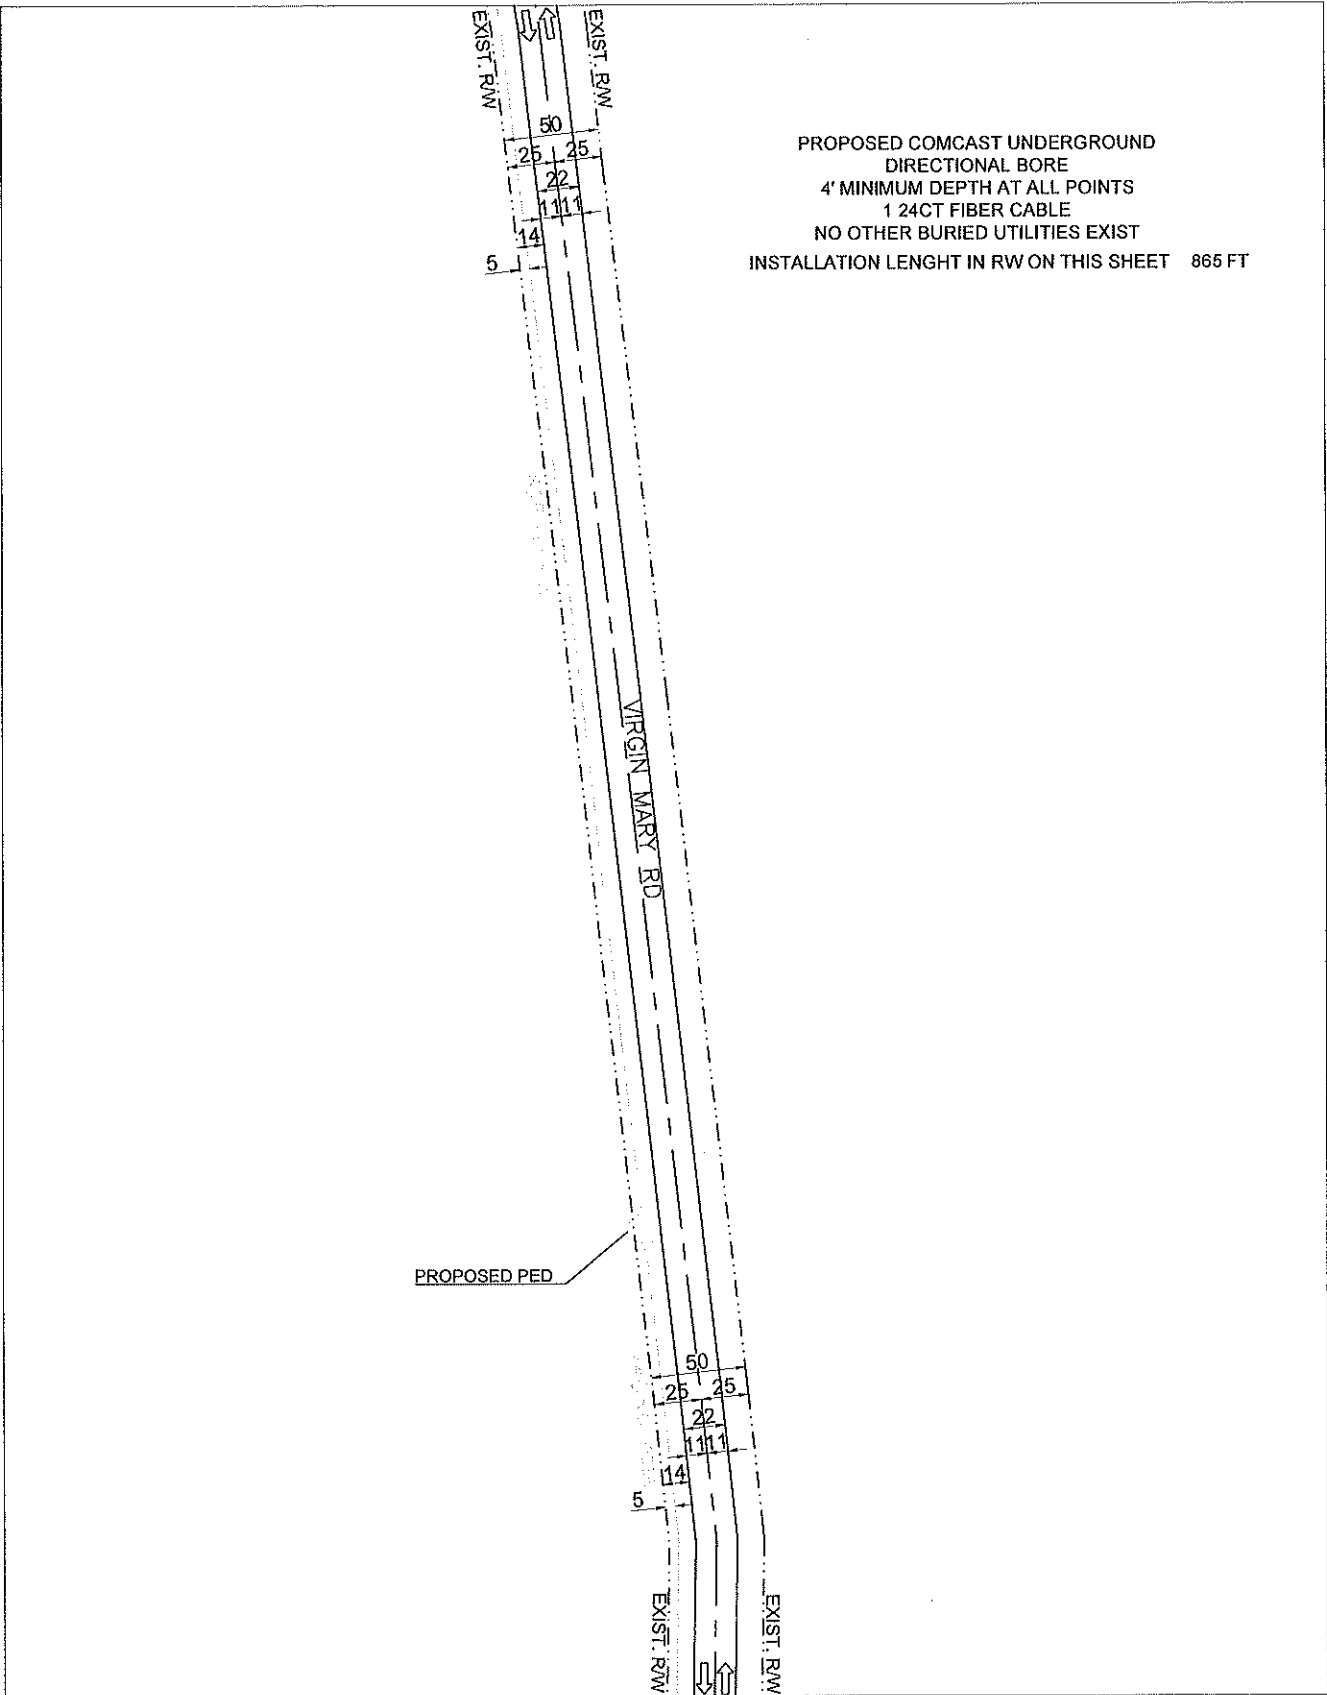 EXIST. R/W
EXIST. R/W
50
25 25
22
11 11
14
5
PROPOSED COMCAST UNDERGROUND
DIRECTIONAL BORE
4' MINIMUM DEPTH AT ALL POINTS
1 24CT FIBER CABLE
NO OTHER BURIED UTILITIES EXIST
INSTALLATION LENGHT IN RW ON THIS SHEET 865 FT
VIRGIN MARY RD
PROPOSED PED
50
25 25
22
11 11
14
5
EXIST. R/W
EXIST. R/W